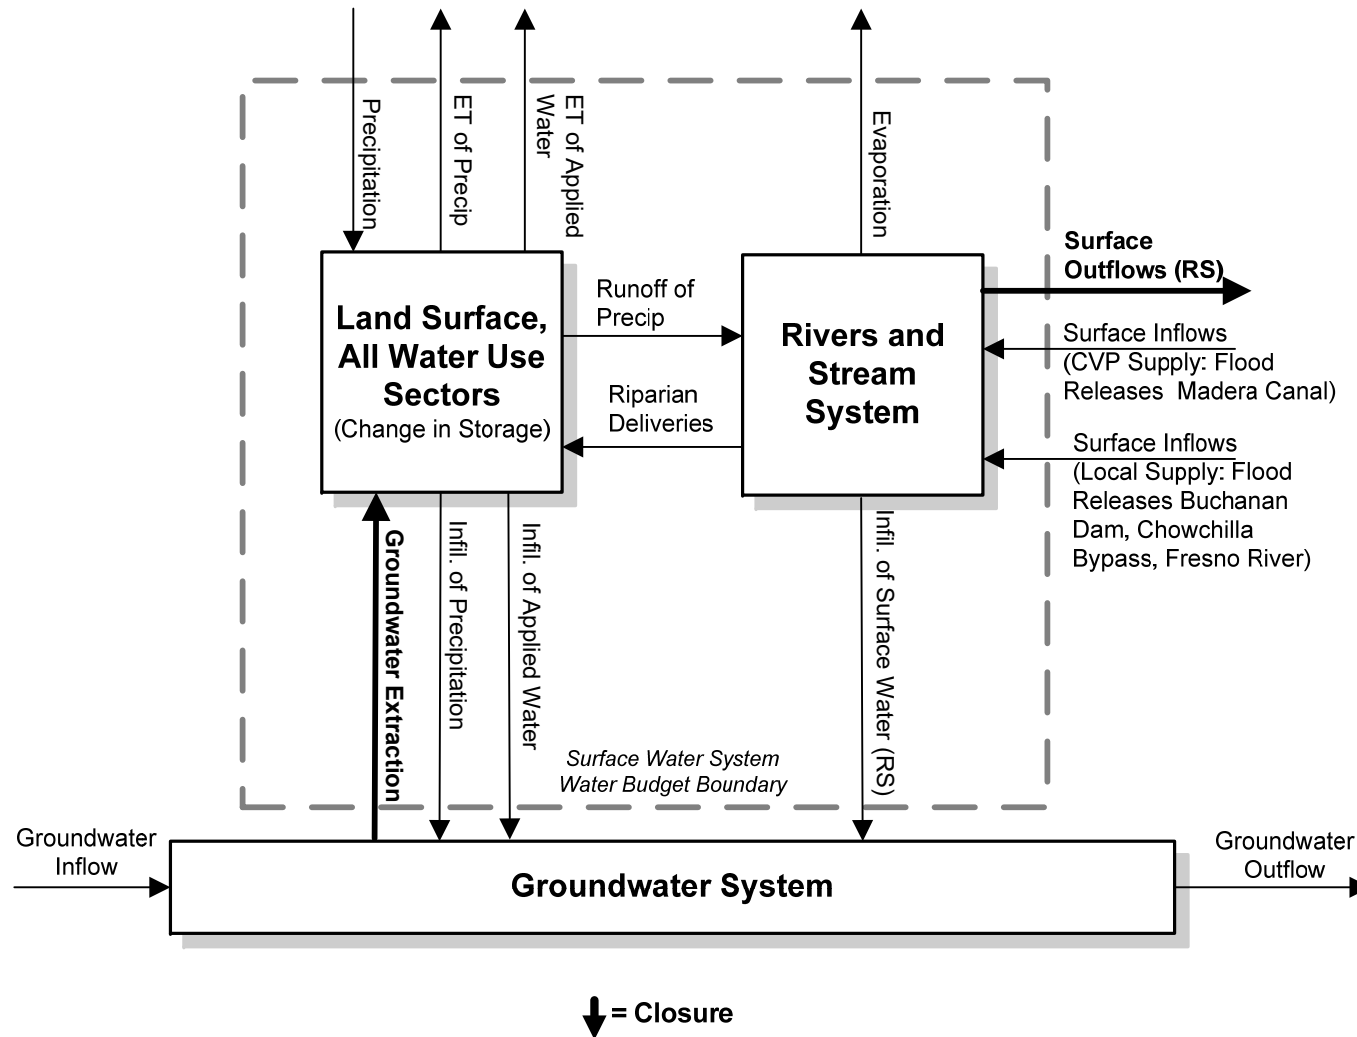 Precipitation
ET of Precip
ET of Applied
Water
Evaporation
Surface
Outflows (RS)
Land Surface,
All Water Use
Sectors
(Change in Storage)
Runoff of
Precip
Riparian
Deliveries
Rivers and
Stream
System
Surface Inflows
(CVP Supply: Flood
Releases Madera Canal)
Surface Inflows
(Local Supply: Flood
Releases Buchanan
Dam, Chowchilla
Bypass, Fresno River)
Groundwater Extraction
Infil. of Precipitation
Infil. of Applied Water
Infil. of Surface Water (RS)
Surface Water System
Water Budget Boundary
Groundwater
Inflow
Groundwater System
Groundwater
Outflow
= Closure